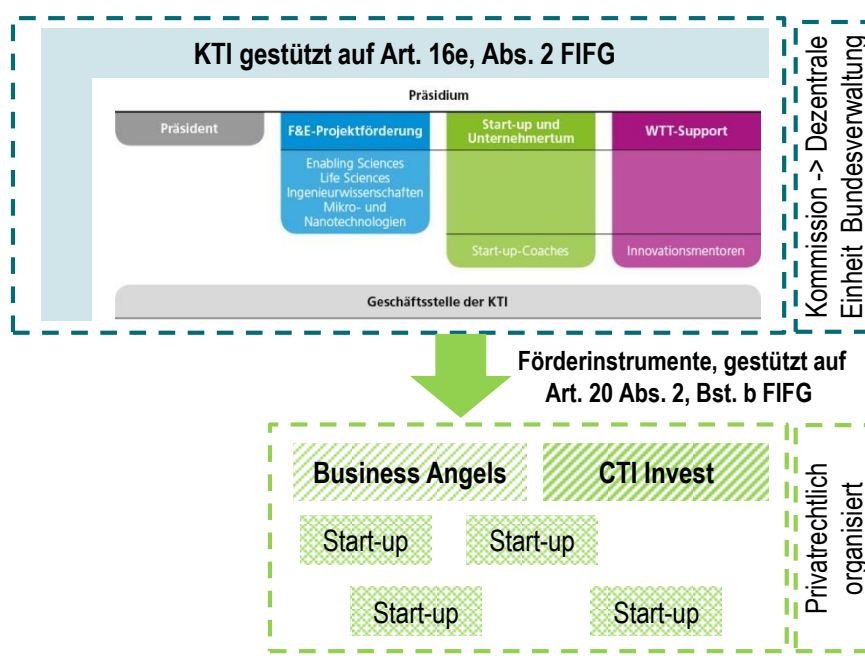 KTI gestützt auf Art. 16e, Abs. 2 FIFG
Präsidium
Präsident
F&E-Projektförderung
Enabling Sciences
Life Sciences
Ingenieurwissenschaften
Mikro- und
Nanotechnologien
Start-up und
Unternehmertum
Start-up-Coaches
WTT-Support
Innovationsmentoren
Geschäftsstelle der KTI
Kommission -> Dezentrale
Einheit Bundesverwaltung
Förderinstrumente, gestützt auf
Art. 20 Abs. 2, Bst. b FIFG
Business Angels
CTI Invest
Start-up
Start-up
Start-up
Start-up
Privatrechtlich
organisiert